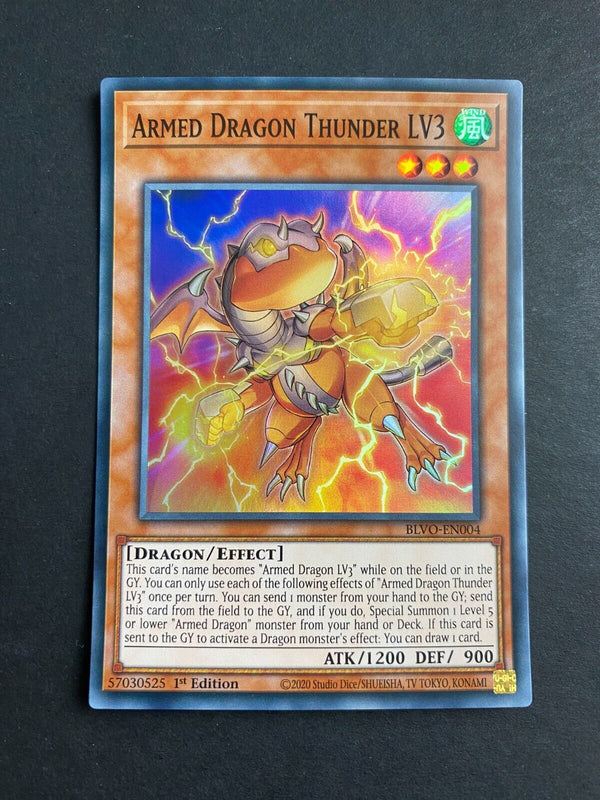 ARMED DRAGON THUNDER LV3
WIND
風
BLVO-EN004
[DRAGON/EFFECT]
This card's name becomes "Armed Dragon LV3" while on the field or in the
GY. You can only use each of the following effects of "Armed Dragon Thunder
LV3" once per turn. You can send 1 monster from your hand to the GY; send
this card from the field to the GY, and if you do, Special Summon 1 Level 5
or lower "Armed Dragon" monster from your hand or Deck. If this card is
sent to the GY to activate a Dragon monster's effect: You can draw 1 card.
ATK/1200 DEF/ 900
57030525 1st Edition ©2020 Studio Dice/SHUEISHA, TV TOKYO, KONAMI